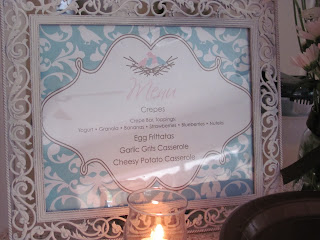 Menu
Crepes
Crepe Bar Toppings
Yogurt • Granola • Bananas • Strawberries • Blueberries • Nutella
Egg Frittatas
Garlic Grits Casserole
Cheesy Potato Casserole